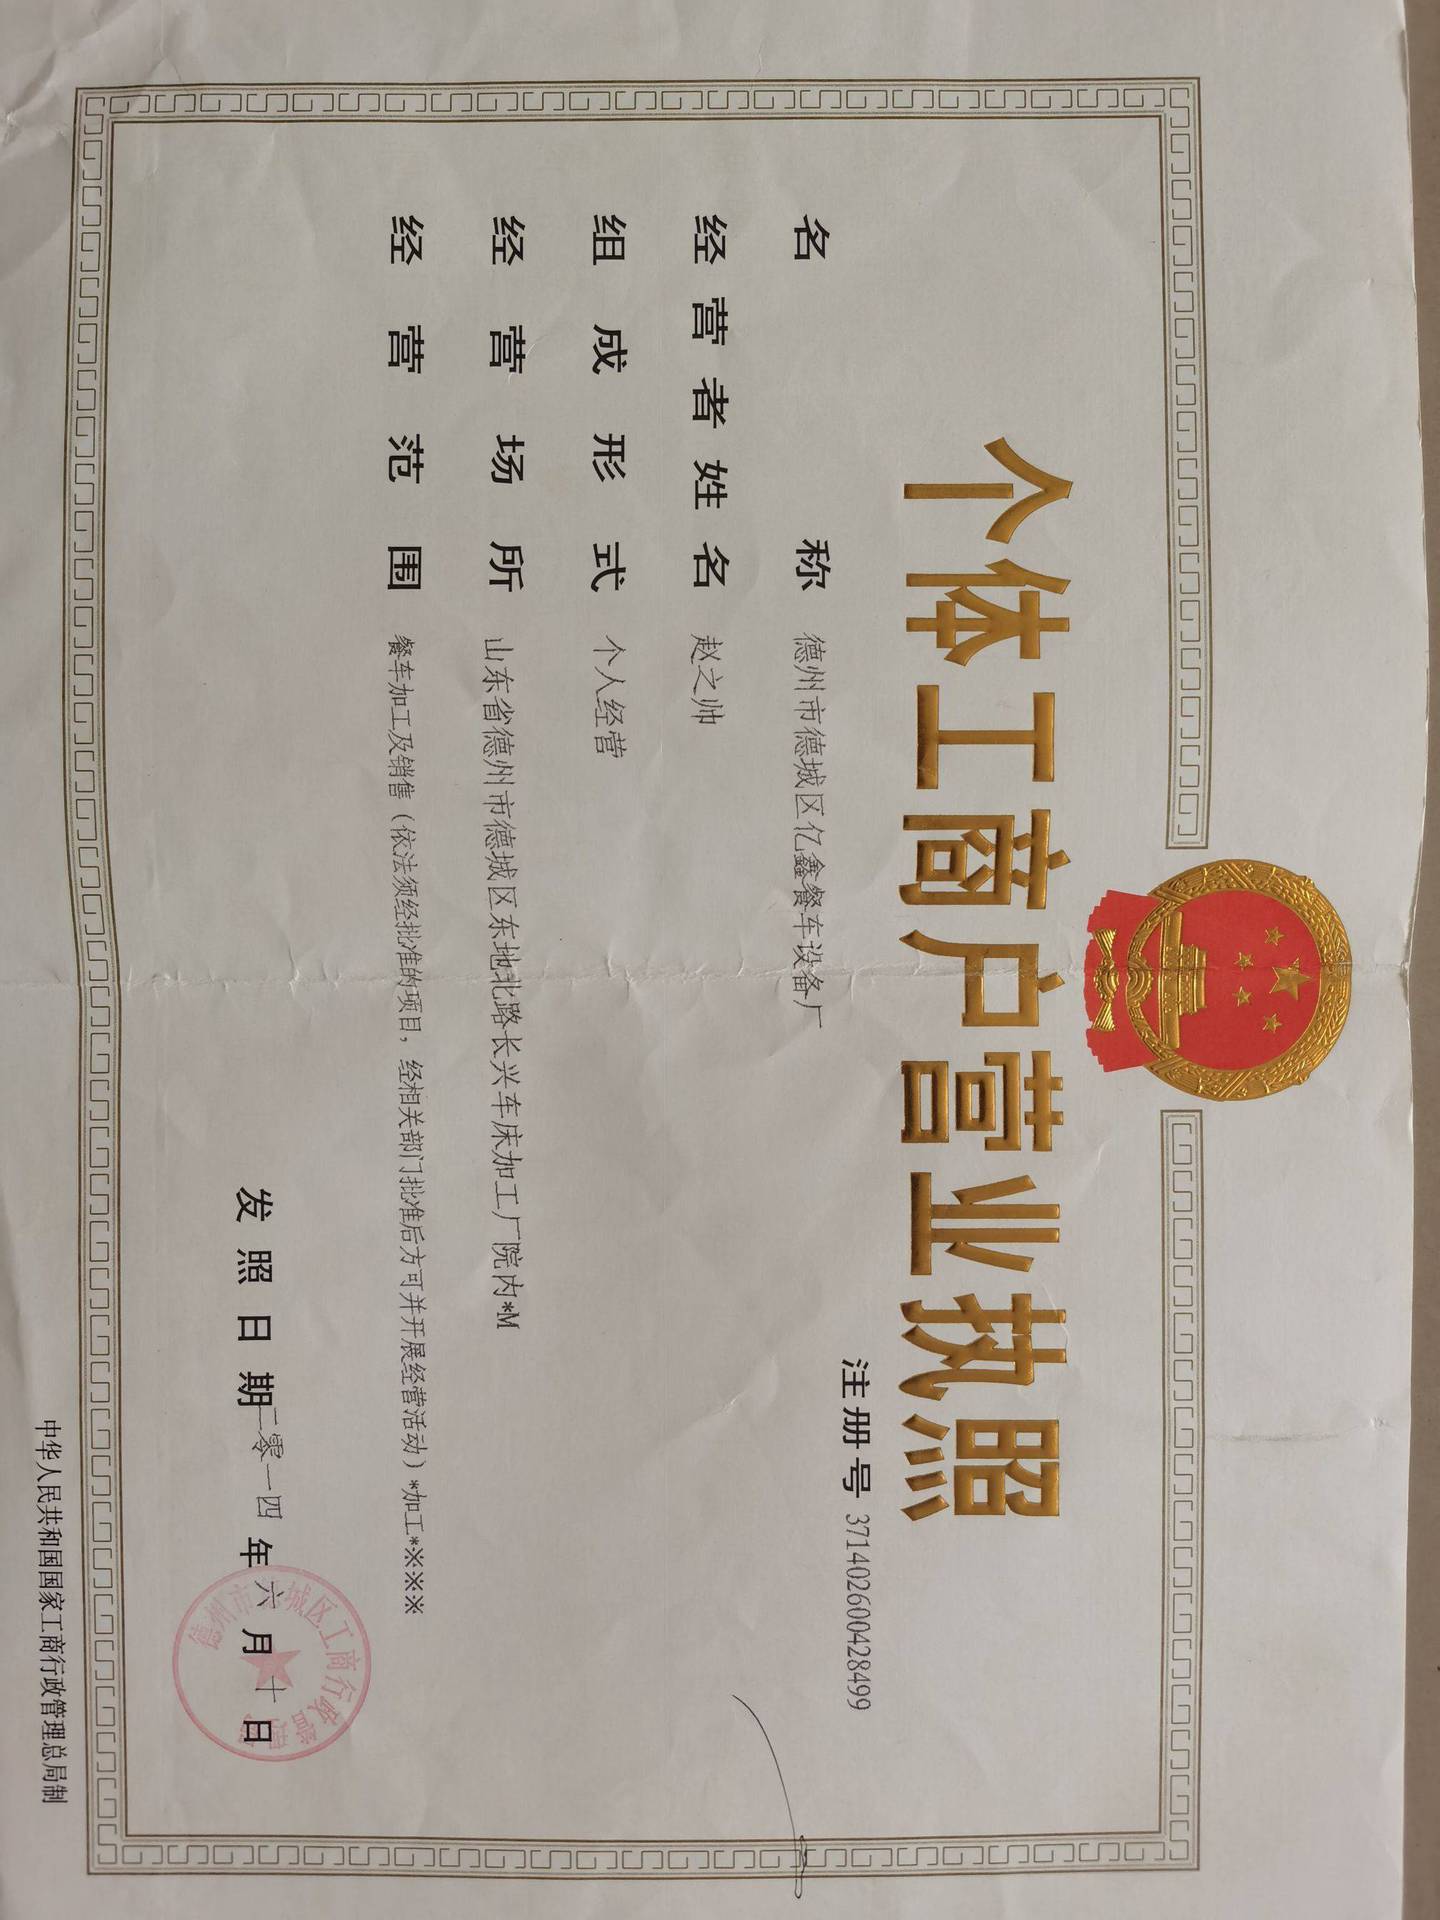 个体工商户营业执照
注册号 371402600428499
名称 德州市德城区亿鑫餐车设备厂
经营者姓名 赵之帅
组成形式 个人经营
经营场所 山东省德州市德城区东地北路长兴车床加工厂院内*M
经营范围 餐车加工及销售（依法须经批准的项目，经相关部门批准后方可并开展经营活动）*加工*※※※
发照日期 二零一四年六月十日
德州市德城区工商行政管理局
中华人民共和国国家工商行政管理总局制